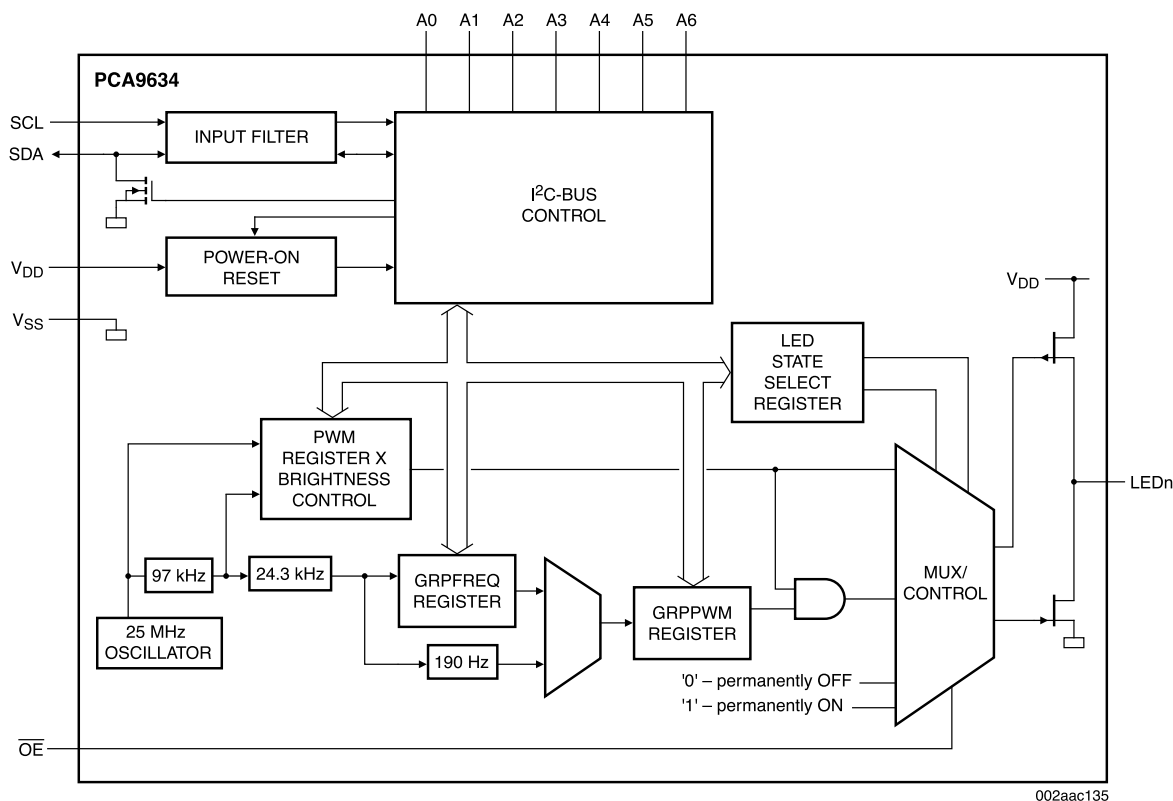 A0 A1 A2 A3 A4 A5 A6
PCA9634
SCL
SDA
INPUT FILTER
I²C-BUS
CONTROL
VDD
POWER-ON
RESET
VSS
VDD
LED
STATE
SELECT
REGISTER
PWM
REGISTER X
BRIGHTNESS
CONTROL
LEDn
97 kHz
24.3 kHz
GRPFREQ
REGISTER
MUX/
CONTROL
GRPPWM
REGISTER
25 MHz
OSCILLATOR
190 Hz
'0' – permanently OFF
'1' – permanently ON
O̅E̅
002aac135